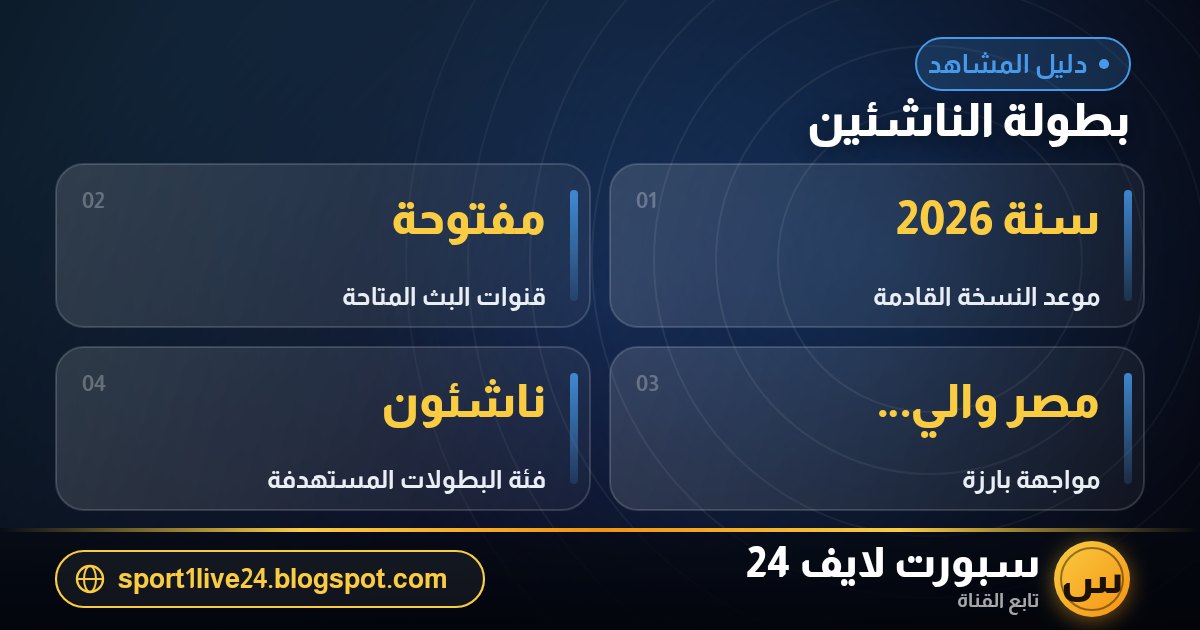 • دليل المشاهد
بطولة الناشئين
01
سنة 2026
موعد النسخة القادمة
02
مفتوحة
قنوات البث المتاحة
03
مصر والي...
مواجهة بارزة
04
ناشئون
فئة البطولات المستهدفة
س
سبورت لايف 24
تابع القناة
sport1live24.blogspot.com